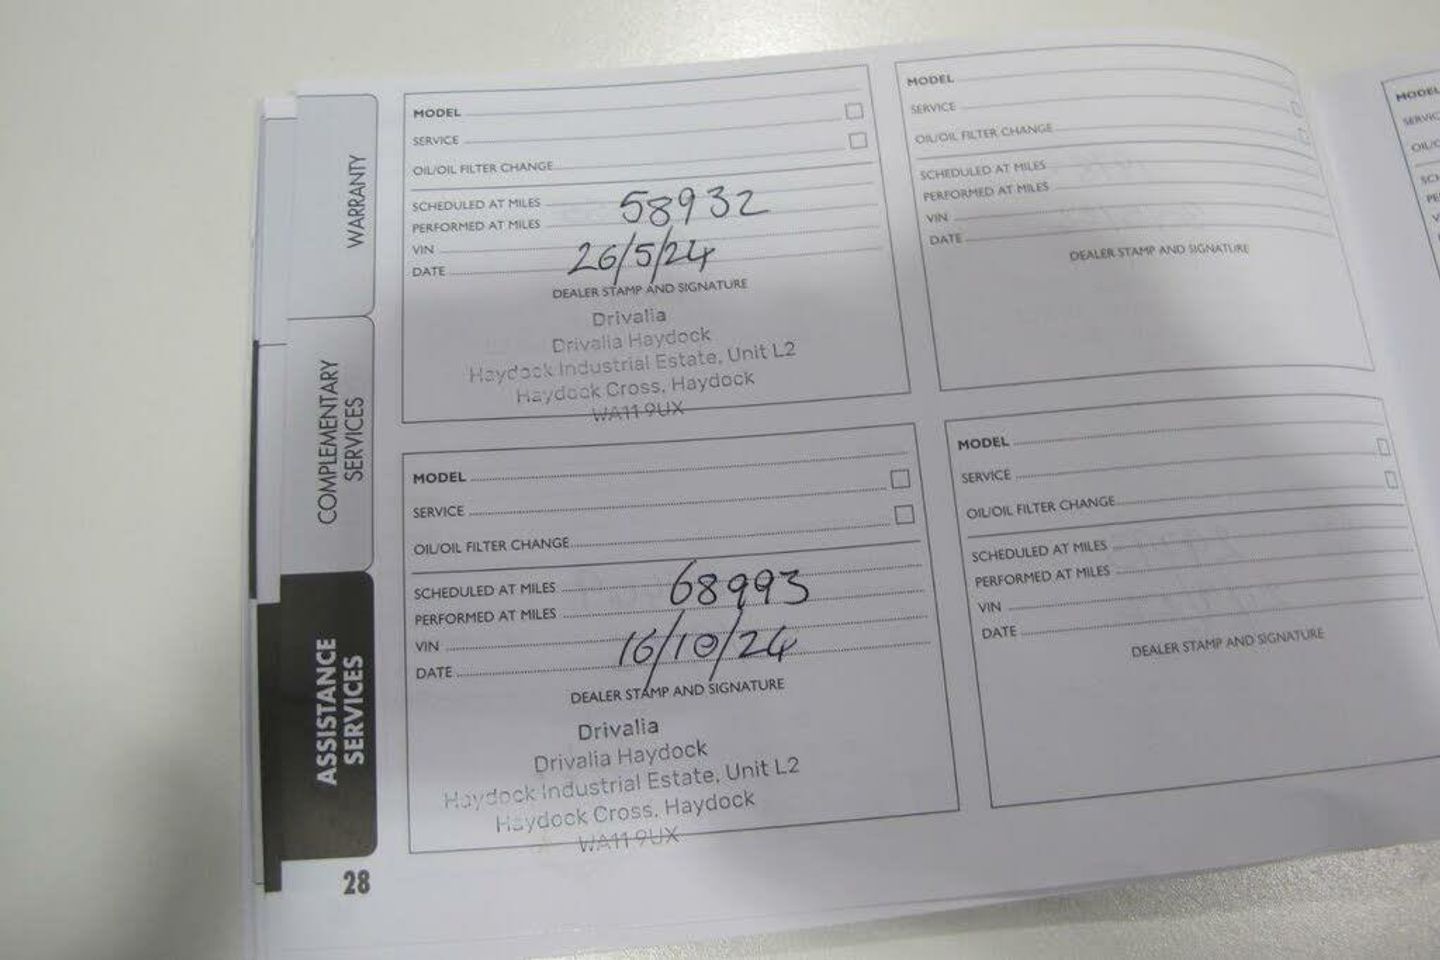 WARRANTY
COMPLEMENTARY
SERVICES
ASSISTANCE
SERVICES
28
MODEL
SERVICE
OIL/OIL FILTER CHANGE
SCHEDULED AT MILES
PERFORMED AT MILES 58932
VIN
DATE 26/5/24
DEALER STAMP AND SIGNATURE
Drivalia
Drivalia Haydock
Haydock Industrial Estate, Unit L2
Haydock Cross, Haydock
WA11 9UX
MODEL
SERVICE
OIL/OIL FILTER CHANGE
SCHEDULED AT MILES
PERFORMED AT MILES 68993
VIN
DATE 16/10/24
DEALER STAMP AND SIGNATURE
Drivalia
Drivalia Haydock
Haydock Industrial Estate, Unit L2
Haydock Cross, Haydock
WA11 9UX
MODEL
SERVICE
OIL/OIL FILTER CHANGE
SCHEDULED AT MILES
PERFORMED AT MILES
VIN
DATE
DEALER STAMP AND SIGNATURE
MODEL
SERVICE
OIL/OIL FILTER CHANGE
SCHEDULED AT MILES
PERFORMED AT MILES
VIN
DATE
DEALER STAMP AND SIGNATURE
MODEL